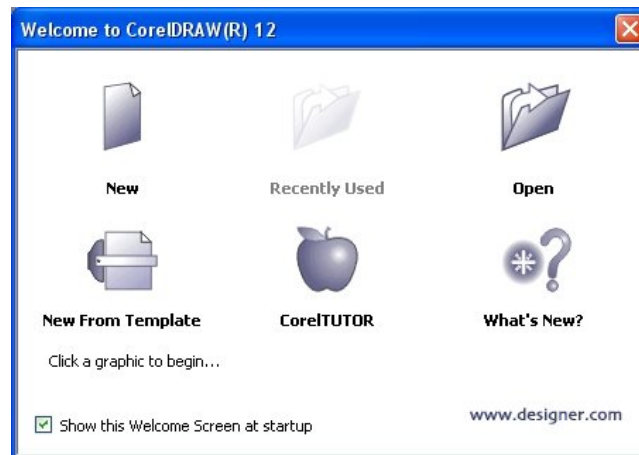 Welcome to CorelDRAW(R) 12
New
Recently Used
Open
New From Template
CorelTUTOR
What's New?
Click a graphic to begin...
Show this Welcome Screen at startup
www.designer.com